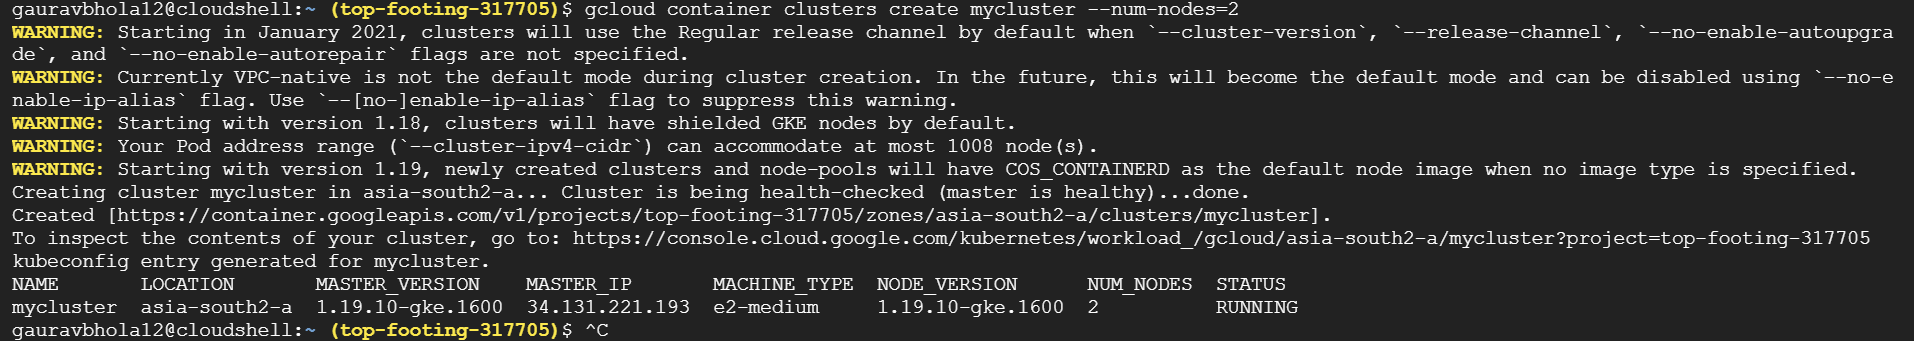 gauravbhola12@cloudshell:~ (top-footing-317705)$ gcloud container clusters create mycluster --num-nodes=2
WARNING: Starting in January 2021, clusters will use the Regular release channel by default when `--cluster-version`, `--release-channel`, `--no-enable-autoupgra
de`, and `--no-enable-autorepair` flags are not specified.
WARNING: Currently VPC-native is not the default mode during cluster creation. In the future, this will become the default mode and can be disabled using `--no-e
nable-ip-alias` flag. Use `--[no-]enable-ip-alias` flag to suppress this warning.
WARNING: Starting with version 1.18, clusters will have shielded GKE nodes by default.
WARNING: Your Pod address range (`--cluster-ipv4-cidr`) can accommodate at most 1008 node(s).
WARNING: Starting with version 1.19, newly created clusters and node-pools will have COS_CONTAINERD as the default node image when no image type is specified.
Creating cluster mycluster in asia-south2-a... Cluster is being health-checked (master is healthy)...done.
Created [https://container.googleapis.com/v1/projects/top-footing-317705/zones/asia-south2-a/clusters/mycluster].
To inspect the contents of your cluster, go to: https://console.cloud.google.com/kubernetes/workload_/gcloud/asia-south2-a/mycluster?project=top-footing-317705
kubeconfig entry generated for mycluster.
NAME       LOCATION       MASTER_VERSION    MASTER_IP       MACHINE_TYPE  NODE_VERSION      NUM_NODES  STATUS
mycluster  asia-south2-a  1.19.10-gke.1600  34.131.221.193  e2-medium     1.19.10-gke.1600  2          RUNNING
gauravbhola12@cloudshell:~ (top-footing-317705)$ ^C